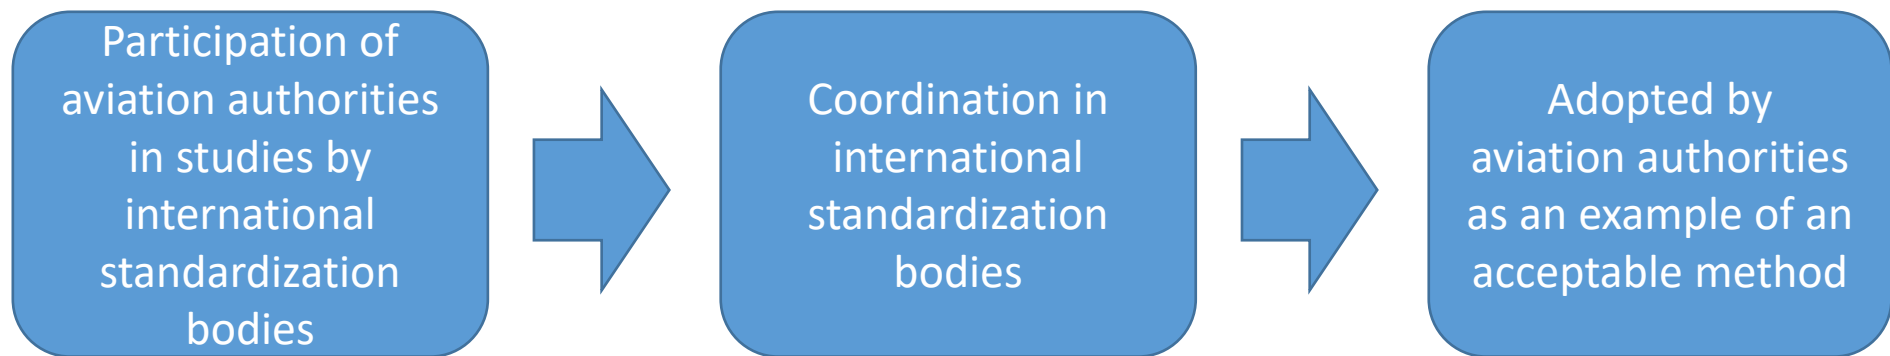 Participation of
aviation authorities
in studies by
international
standardization
bodies
Coordination in
international
standardization
bodies
Adopted by
aviation authorities
as an example of an
acceptable method